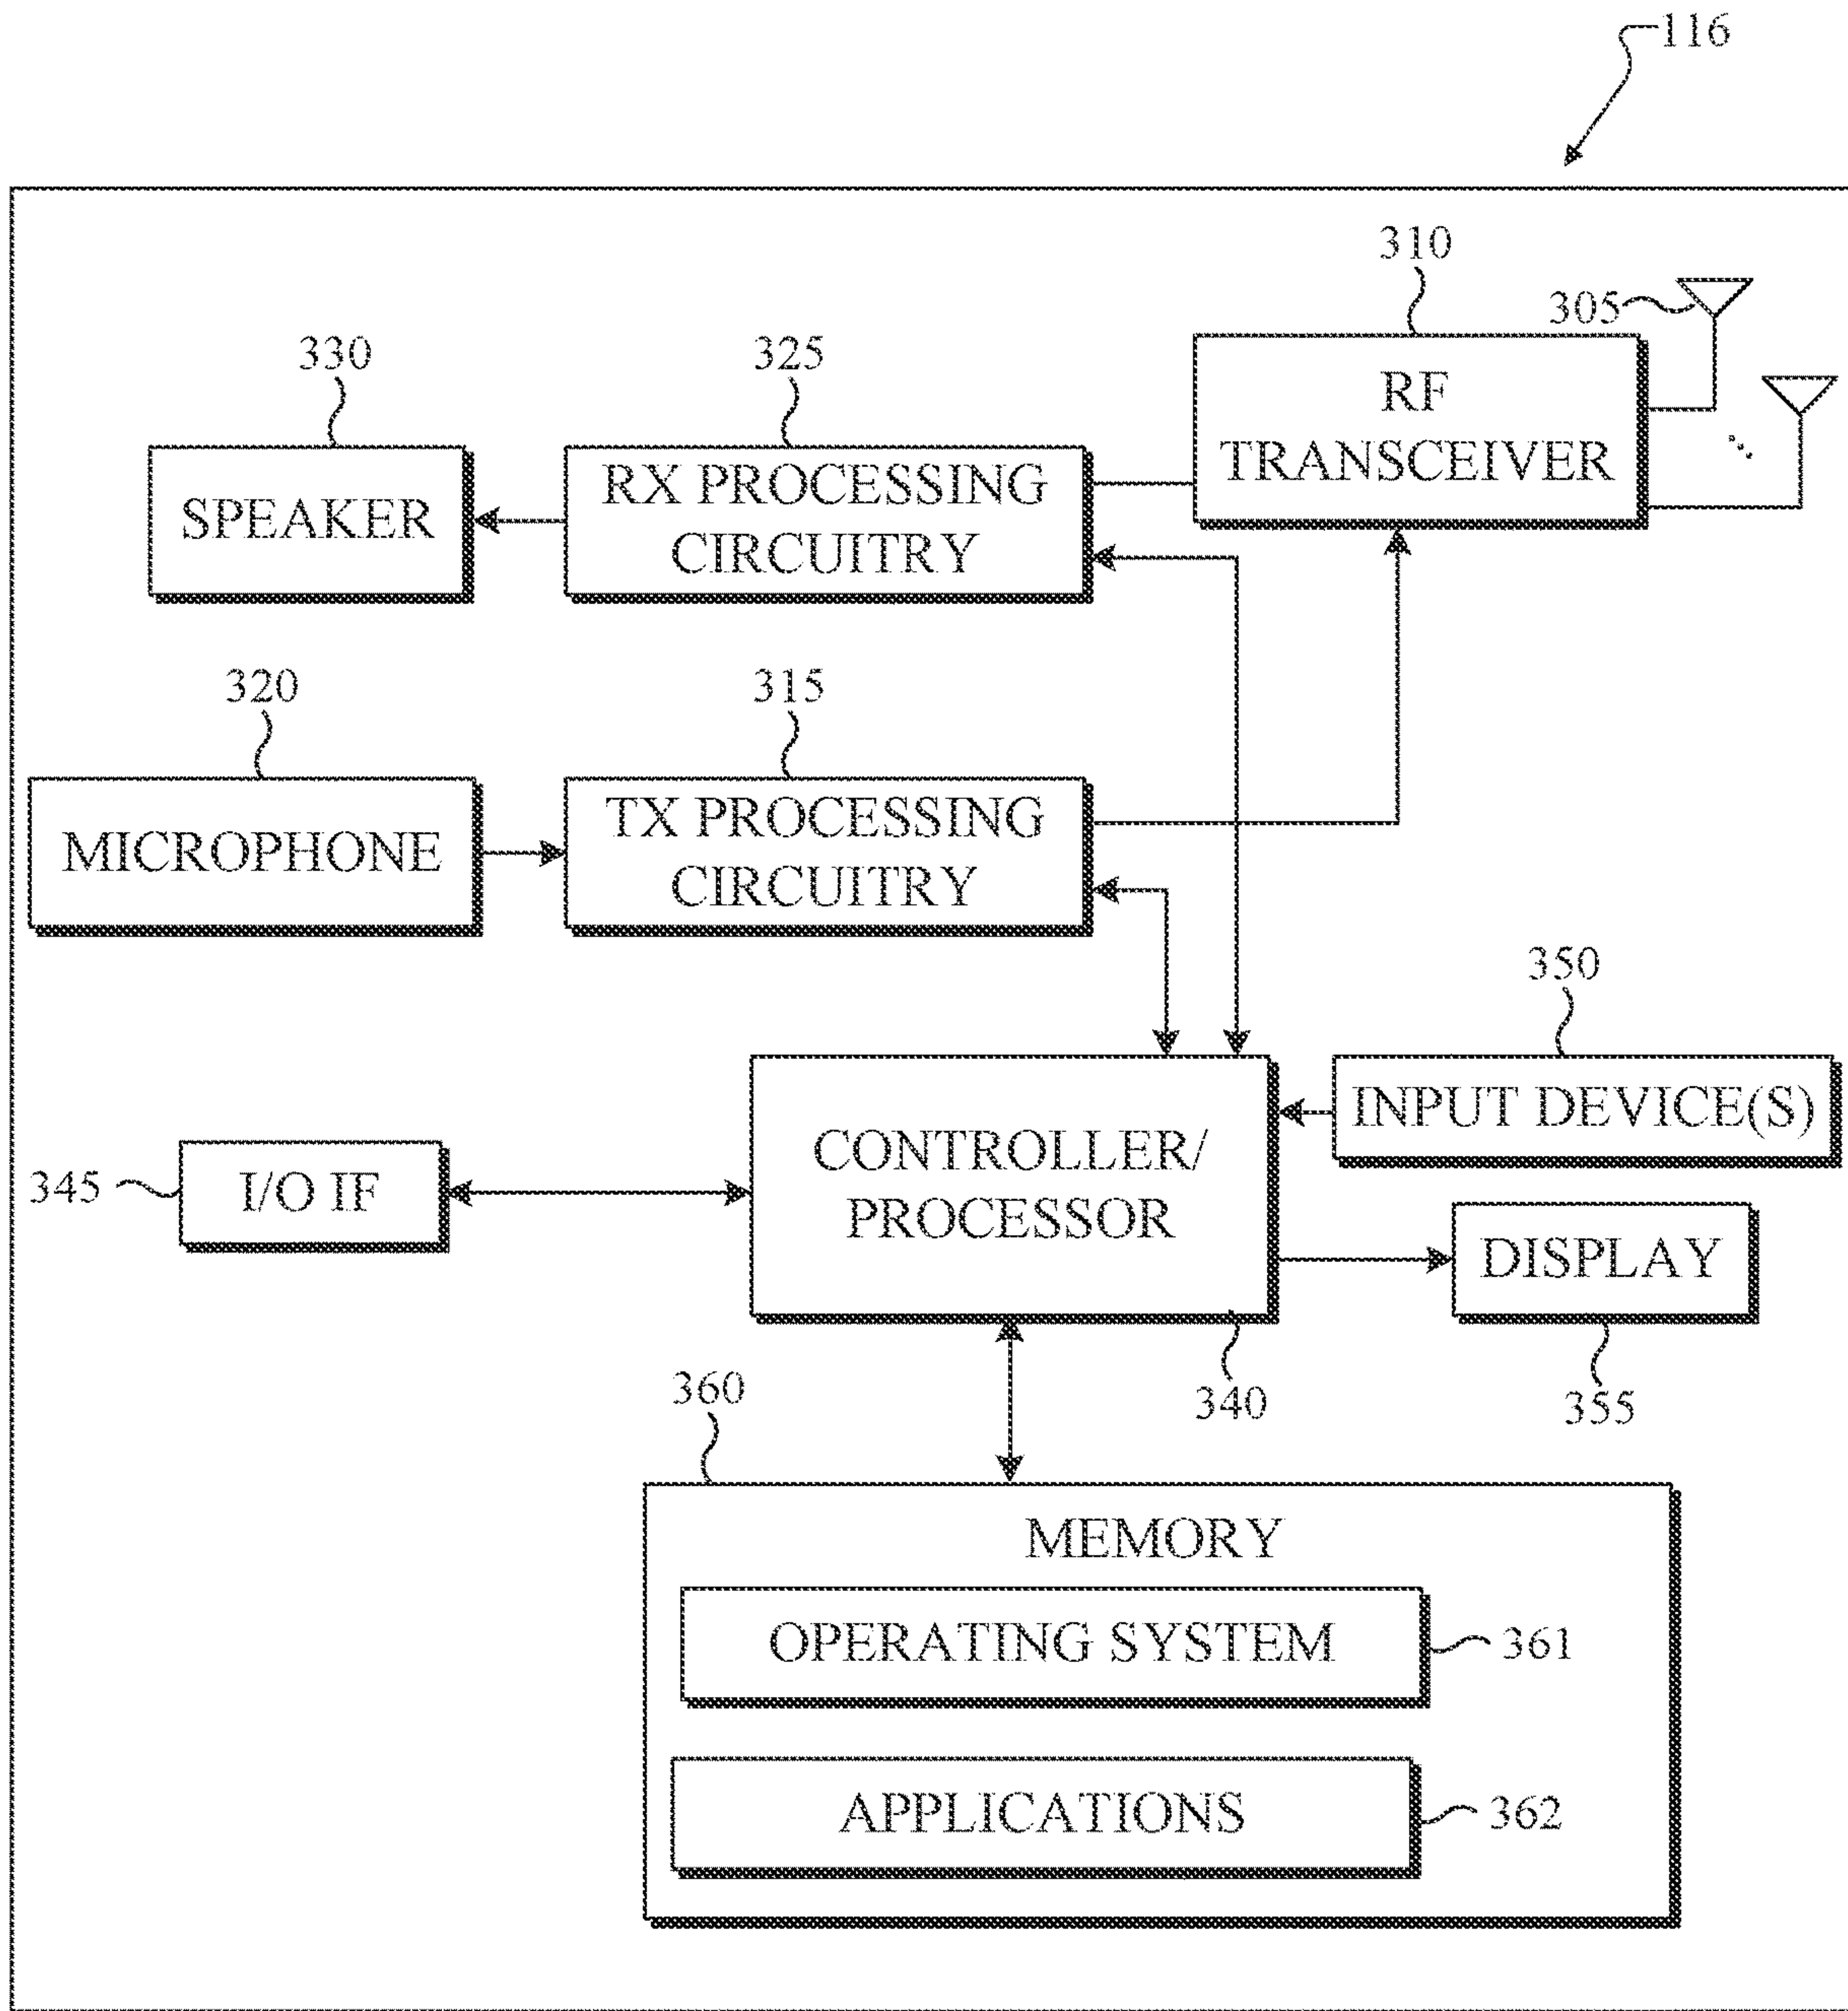 116
310
305
330
325
RF
TRANSCEIVER
SPEAKER
RX PROCESSING
CIRCUITRY
320
315
MICROPHONE
TX PROCESSING
CIRCUITRY
350
INPUT DEVICE(S)
CONTROLLER/
PROCESSOR
345
I/O IF
DISPLAY
340
355
360
MEMORY
OPERATING SYSTEM
361
APPLICATIONS
362